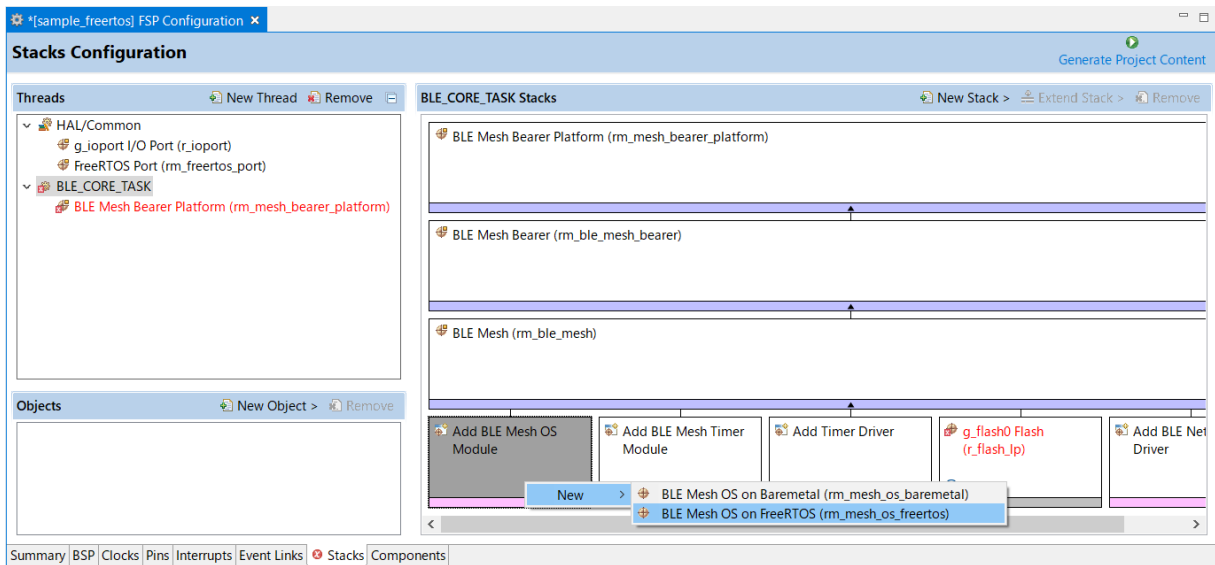 *[sample_freertos] FSP Configuration
Stacks Configuration
Generate Project Content
Threads
New Thread
Remove
HAL/Common
g_ioport I/O Port (r_ioport)
FreeRTOS Port (rm_freertos_port)
BLE_CORE_TASK
BLE Mesh Bearer Platform (rm_mesh_bearer_platform)
Objects
New Object >
Remove
BLE_CORE_TASK Stacks
New Stack >
Extend Stack >
Remove
BLE Mesh Bearer Platform (rm_mesh_bearer_platform)
BLE Mesh Bearer (rm_ble_mesh_bearer)
BLE Mesh (rm_ble_mesh)
Add BLE Mesh OS
Module
Add BLE Mesh Timer
Module
Add Timer Driver
g_flash0 Flash
(r_flash_lp)
Add BLE Net
Driver
New
BLE Mesh OS on Baremetal (rm_mesh_os_baremetal)
BLE Mesh OS on FreeRTOS (rm_mesh_os_freertos)
Summary BSP Clocks Pins Interrupts Event Links Stacks Components